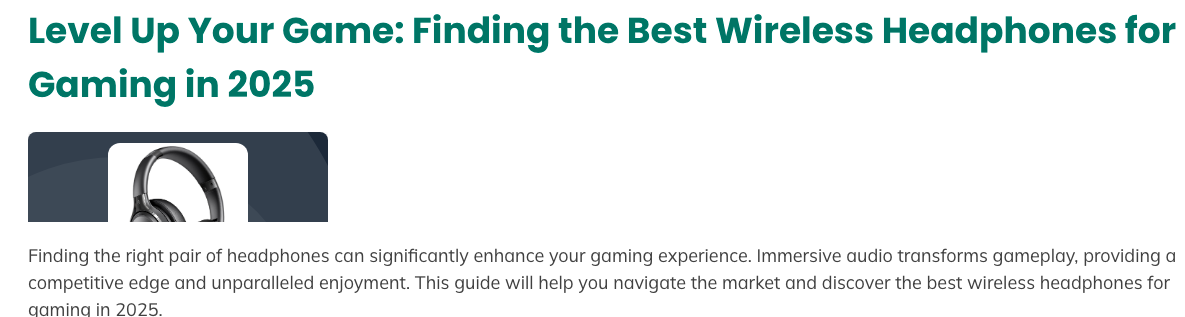 Level Up Your Game: Finding the Best Wireless Headphones for
Gaming in 2025
Finding the right pair of headphones can significantly enhance your gaming experience. Immersive audio transforms gameplay, providing a
competitive edge and unparalleled enjoyment. This guide will help you navigate the market and discover the best wireless headphones for
gaming in 2025.